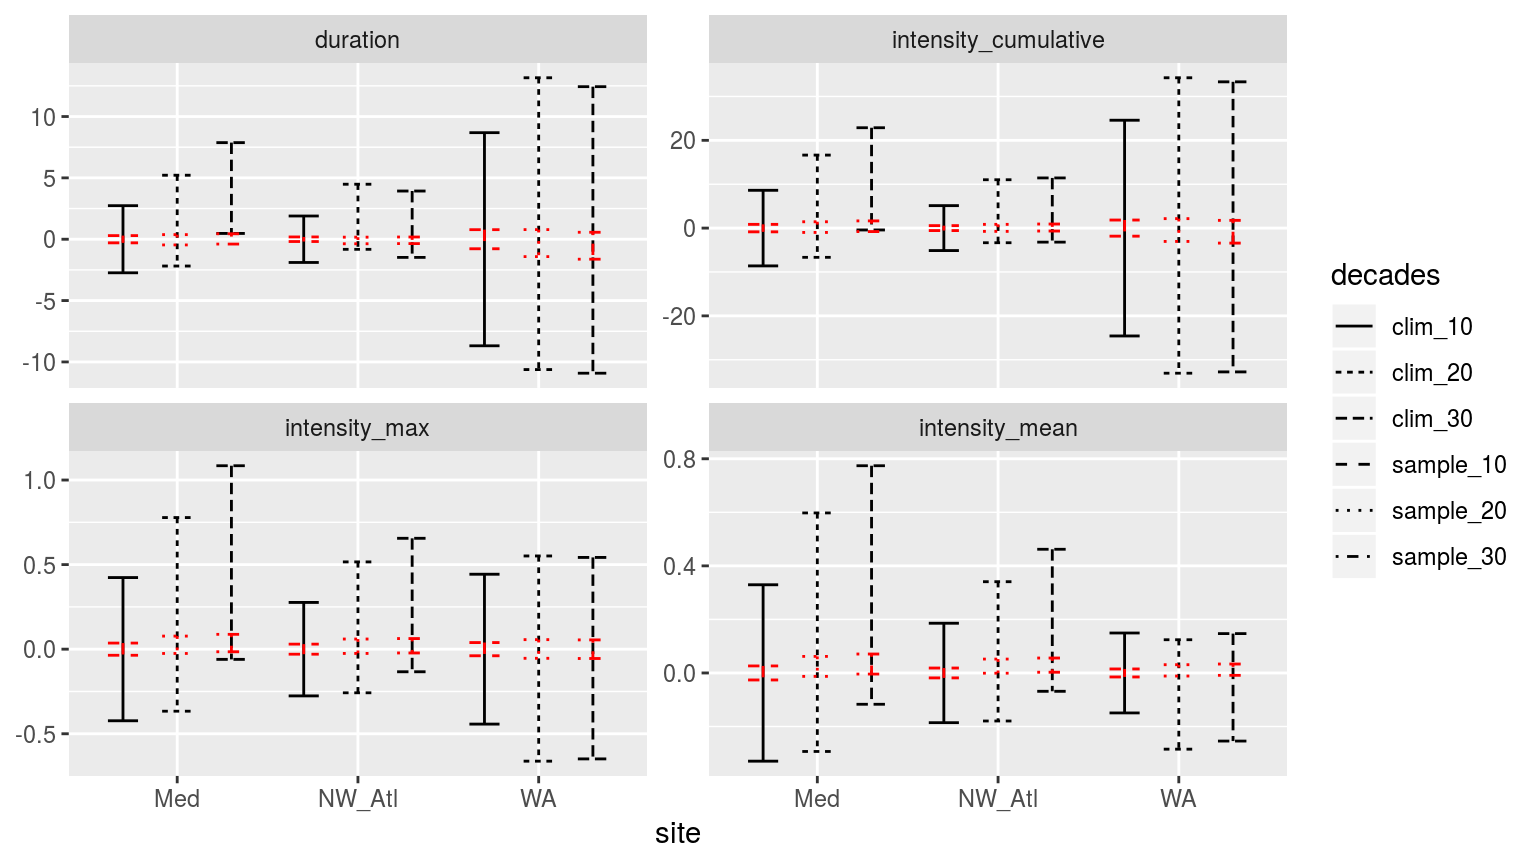 duration
intensity_cumulative
10
5
0
-5
-10
20
0
-20
intensity_max
intensity_mean
1.0
0.5
0.0
-0.5
0.8
0.4
0.0
Med
NW_Atl
WA
Med
NW_Atl
WA
site
decades
clim_10
clim_20
clim_30
sample_10
sample_20
sample_30